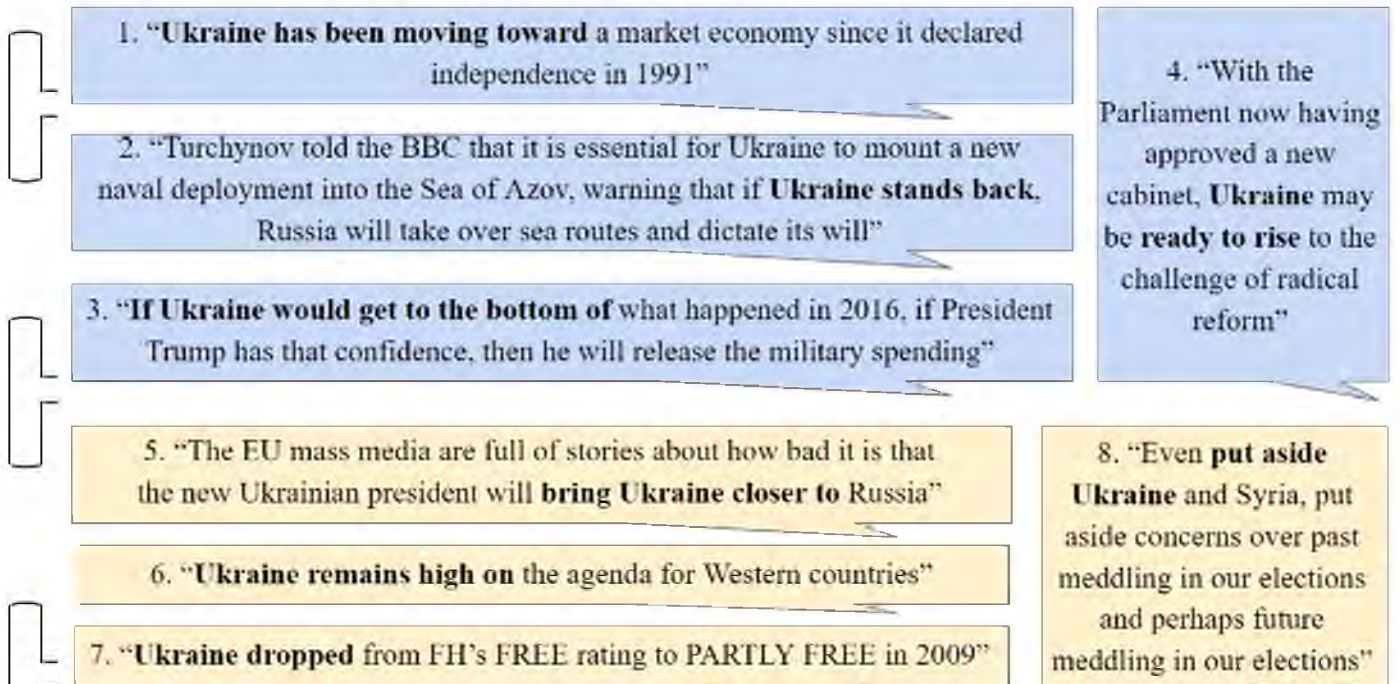 1. “Ukraine has been moving toward a market economy since it declared
independence in 1991”
2. “Turchynov told the BBC that it is essential for Ukraine to mount a new
naval deployment into the Sea of Azov, warning that if Ukraine stands back,
Russia will take over sea routes and dictate its will”
3. “If Ukraine would get to the bottom of what happened in 2016, if President
Trump has that confidence, then he will release the military spending”
4. “With the
Parliament now having
approved a new
cabinet, Ukraine may
be ready to rise to the
challenge of radical
reform”
5. “The EU mass media are full of stories about how bad it is that
the new Ukrainian president will bring Ukraine closer to Russia”
6. “Ukraine remains high on the agenda for Western countries”
7. “Ukraine dropped from FH's FREE rating to PARTLY FREE in 2009”
8. “Even put aside
Ukraine and Syria, put
aside concerns over past
meddling in our elections
and perhaps future
meddling in our elections”